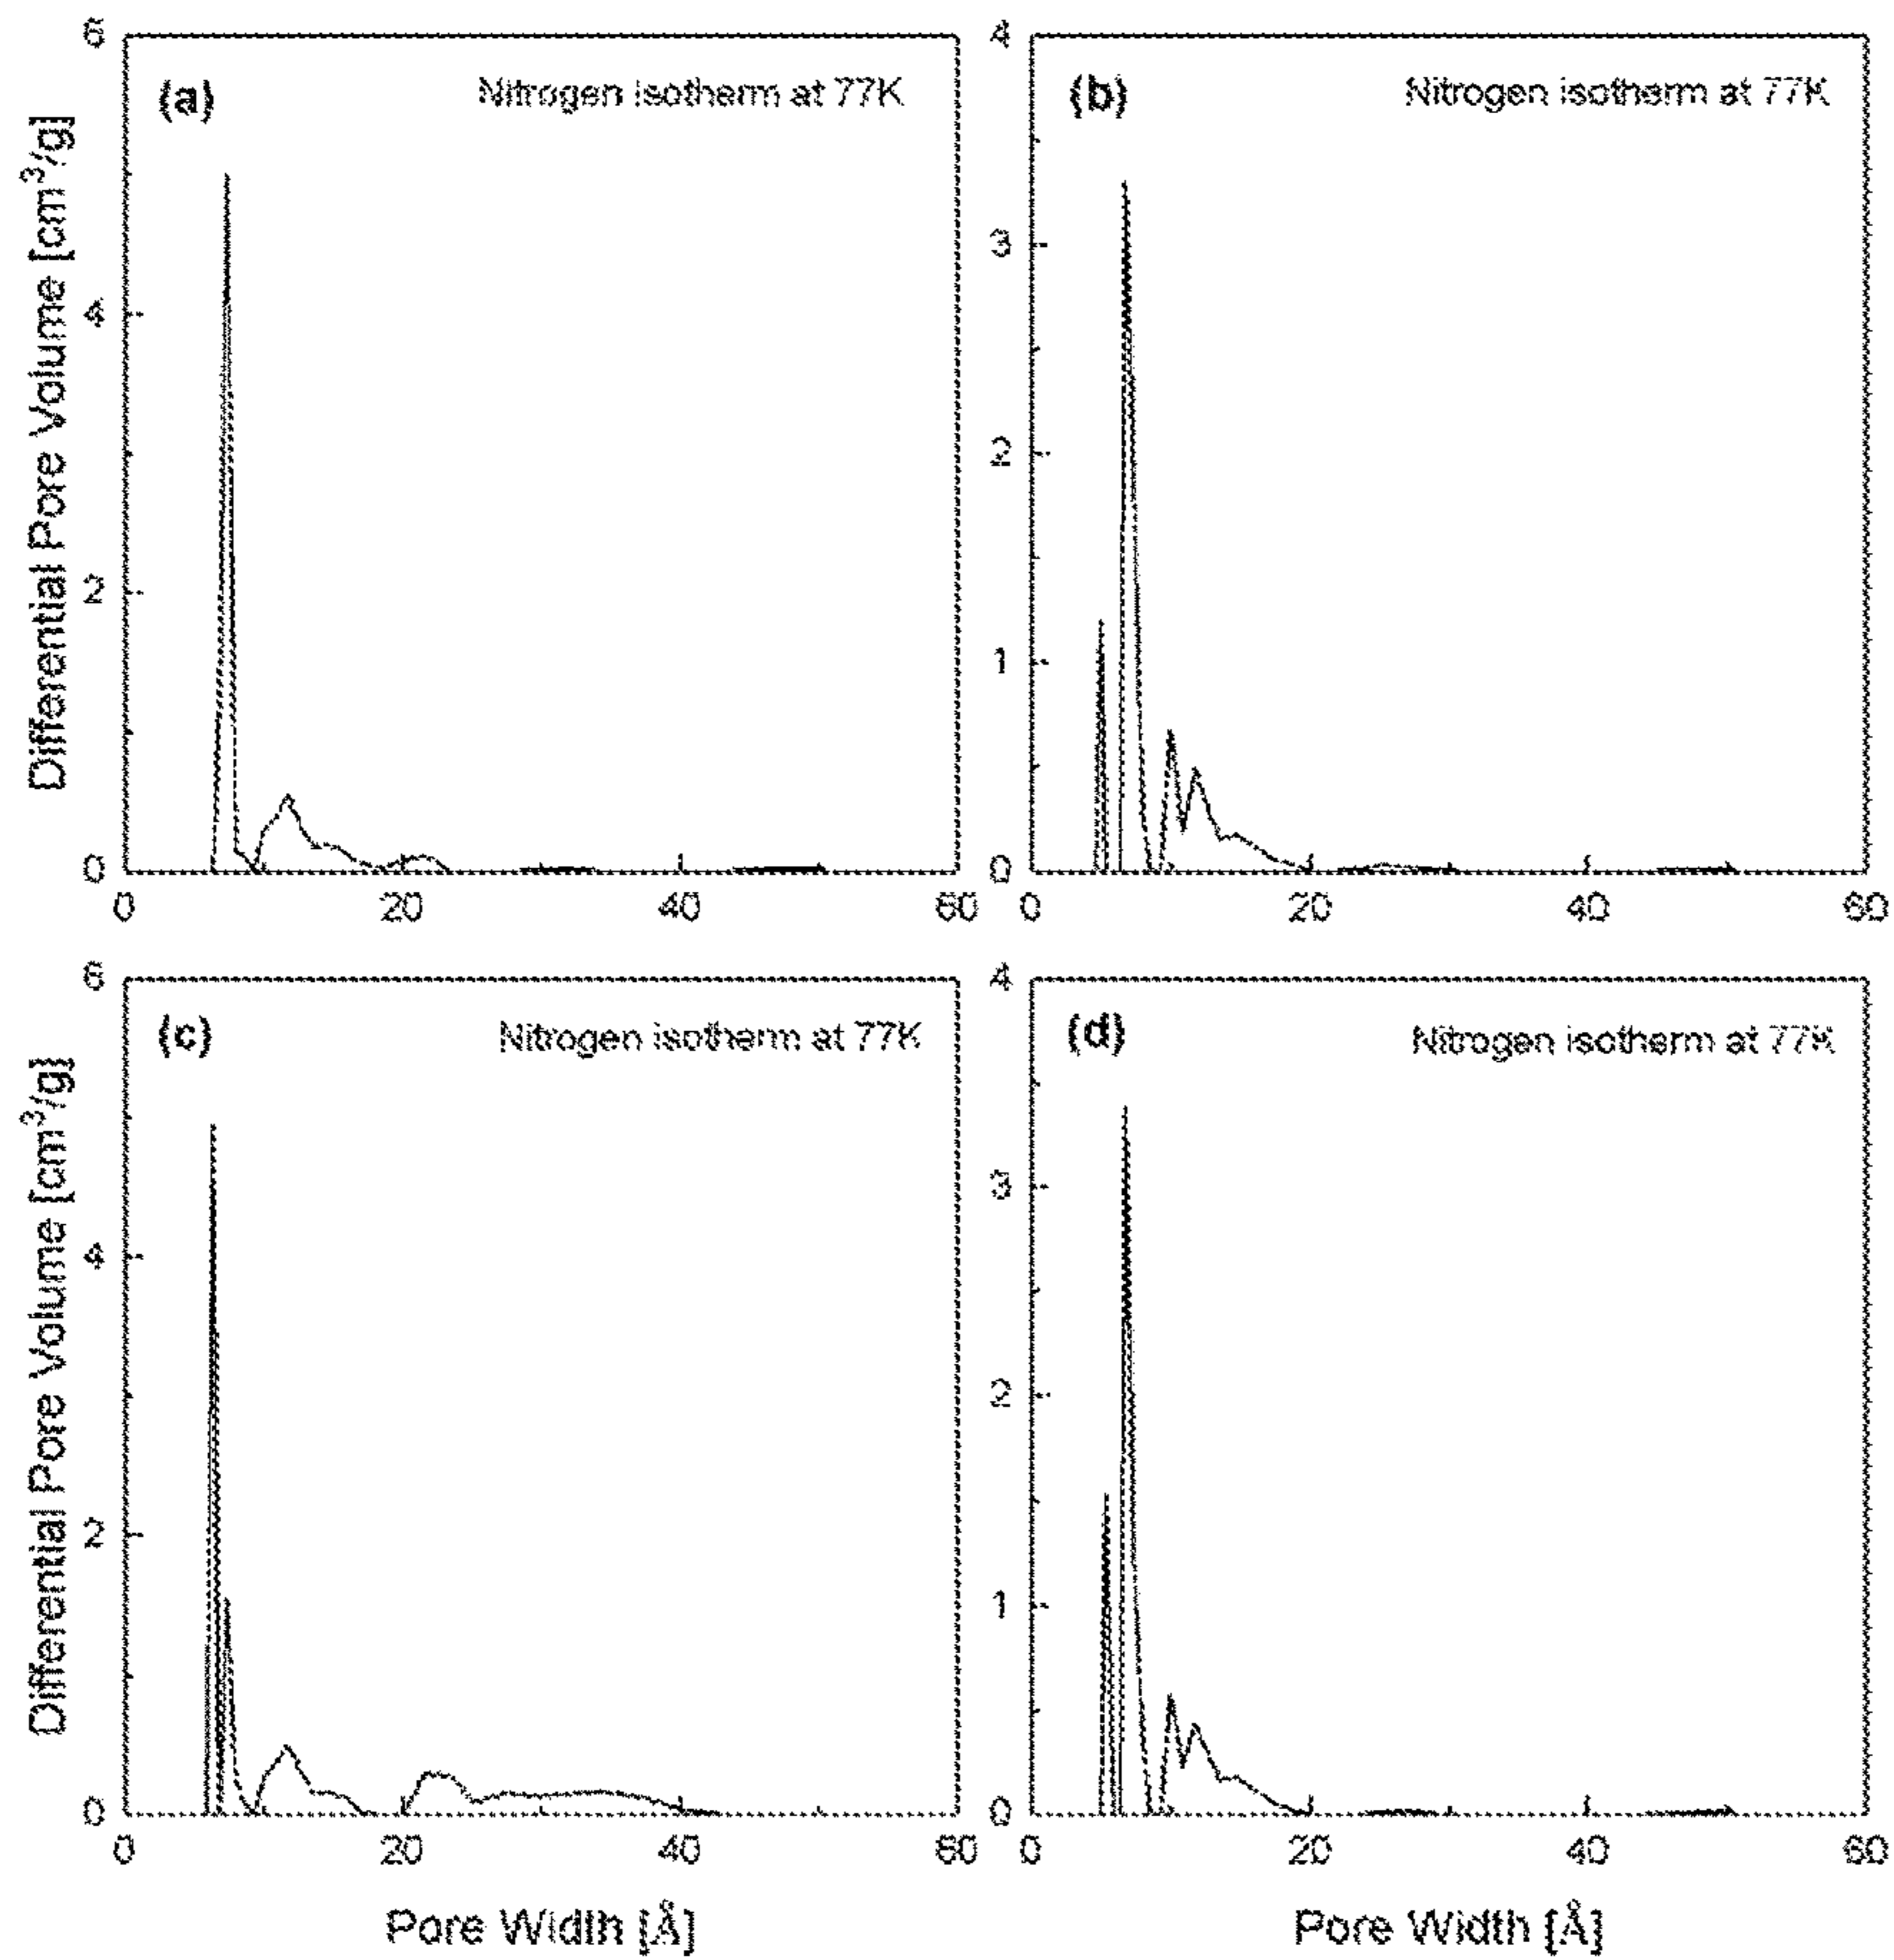 6
(a)
Nitrogen isotherm at 77K
4
2
0
0 20 40 60
Differential Pore Volume [cm³/g]
4
(b)
Nitrogen isotherm at 77K
3
2
1
0
0 20 40 60
6
(c)
Nitrogen isotherm at 77K
4
2
0
0 20 40 60
Differential Pore Volume [cm³/g]
Pore Width [Å]
4
(d)
Nitrogen isotherm at 77K
3
2
1
0
0 20 40 60
Pore Width [Å]